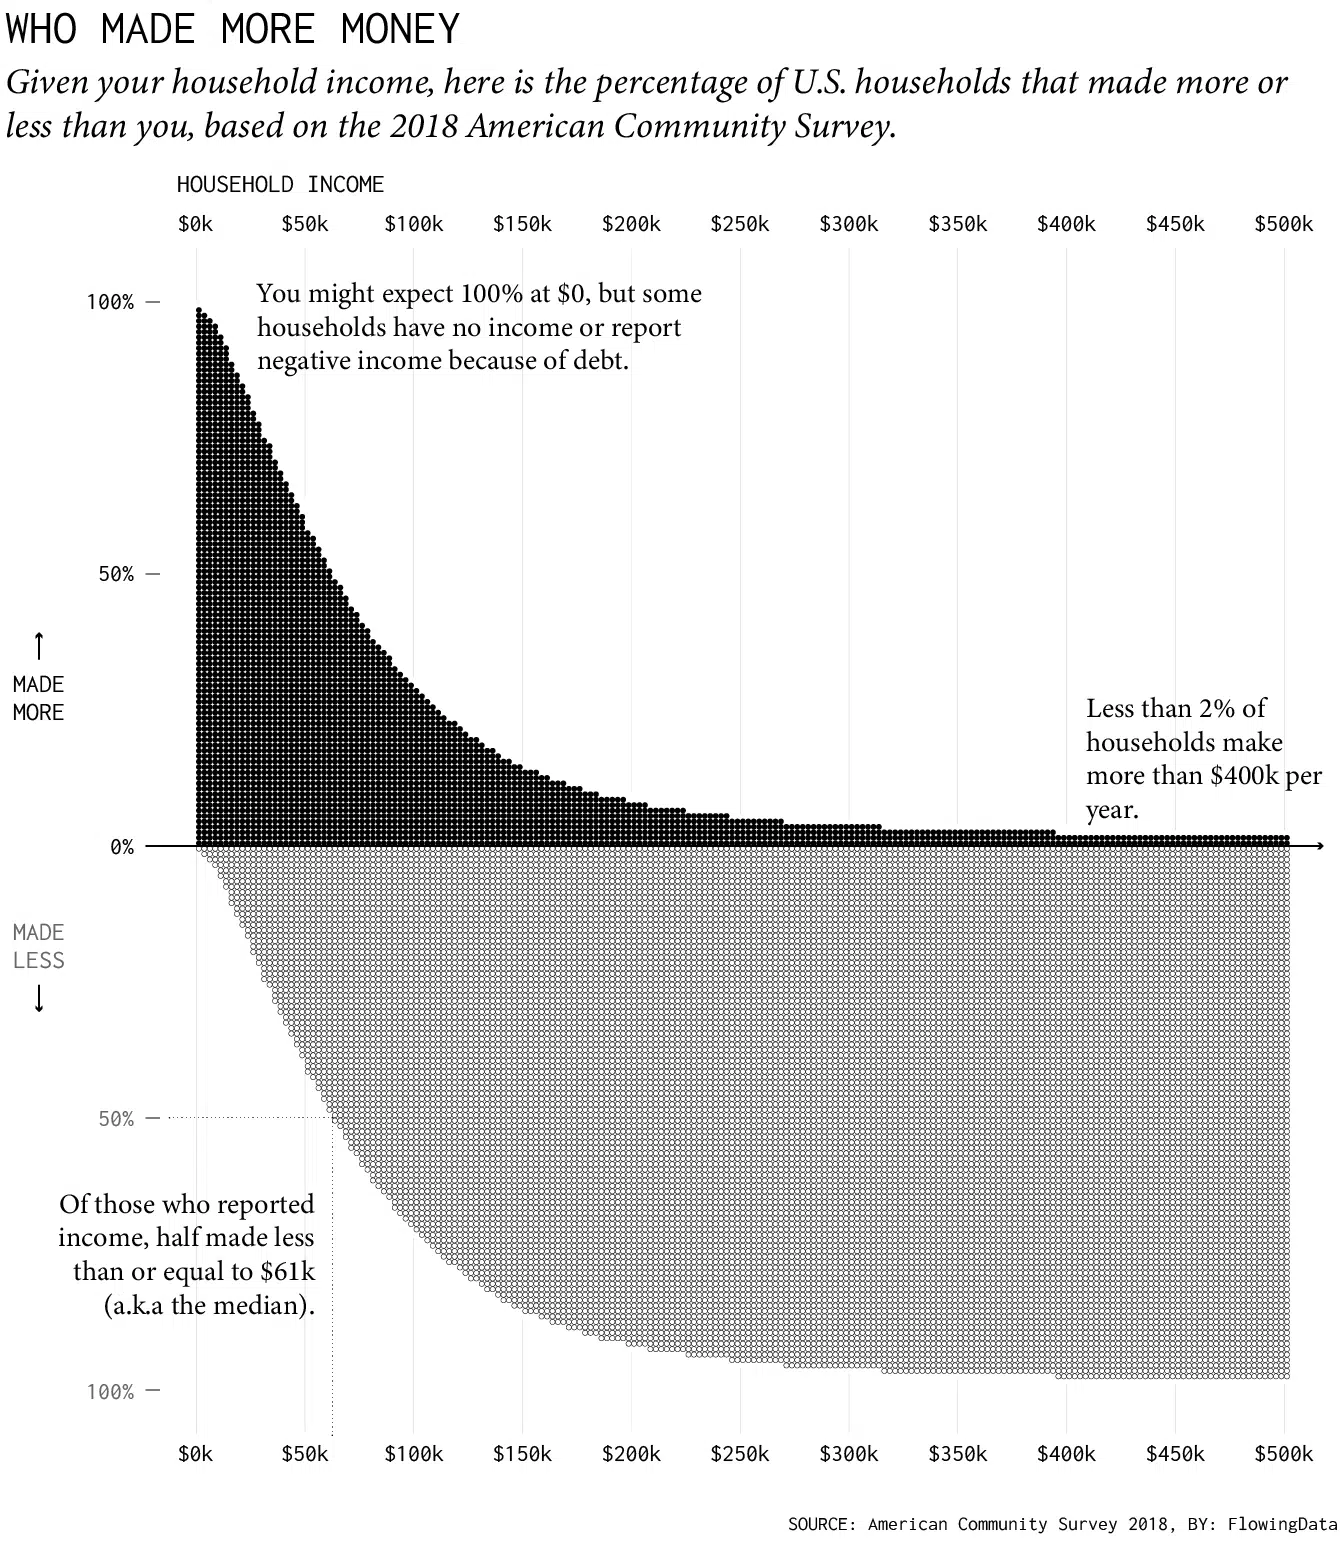 WHO MADE MORE MONEY
Given your household income, here is the percentage of U.S. households that made more or
less than you, based on the 2018 American Community Survey.
HOUSEHOLD INCOME
$0k $50k $100k $150k $200k $250k $300k $350k $400k $450k $500k
100%
You might expect 100% at $0, but some
households have no income or report
negative income because of debt.
50%
MADE
MORE
Less than 2% of
households make
more than $400k per
year.
0%
MADE
LESS
50%
Of those who reported
income, half made less
than or equal to $61k
(a.k.a the median).
100%
$0k $50k $100k $150k $200k $250k $300k $350k $400k $450k $500k
SOURCE: American Community Survey 2018, BY: FlowingData